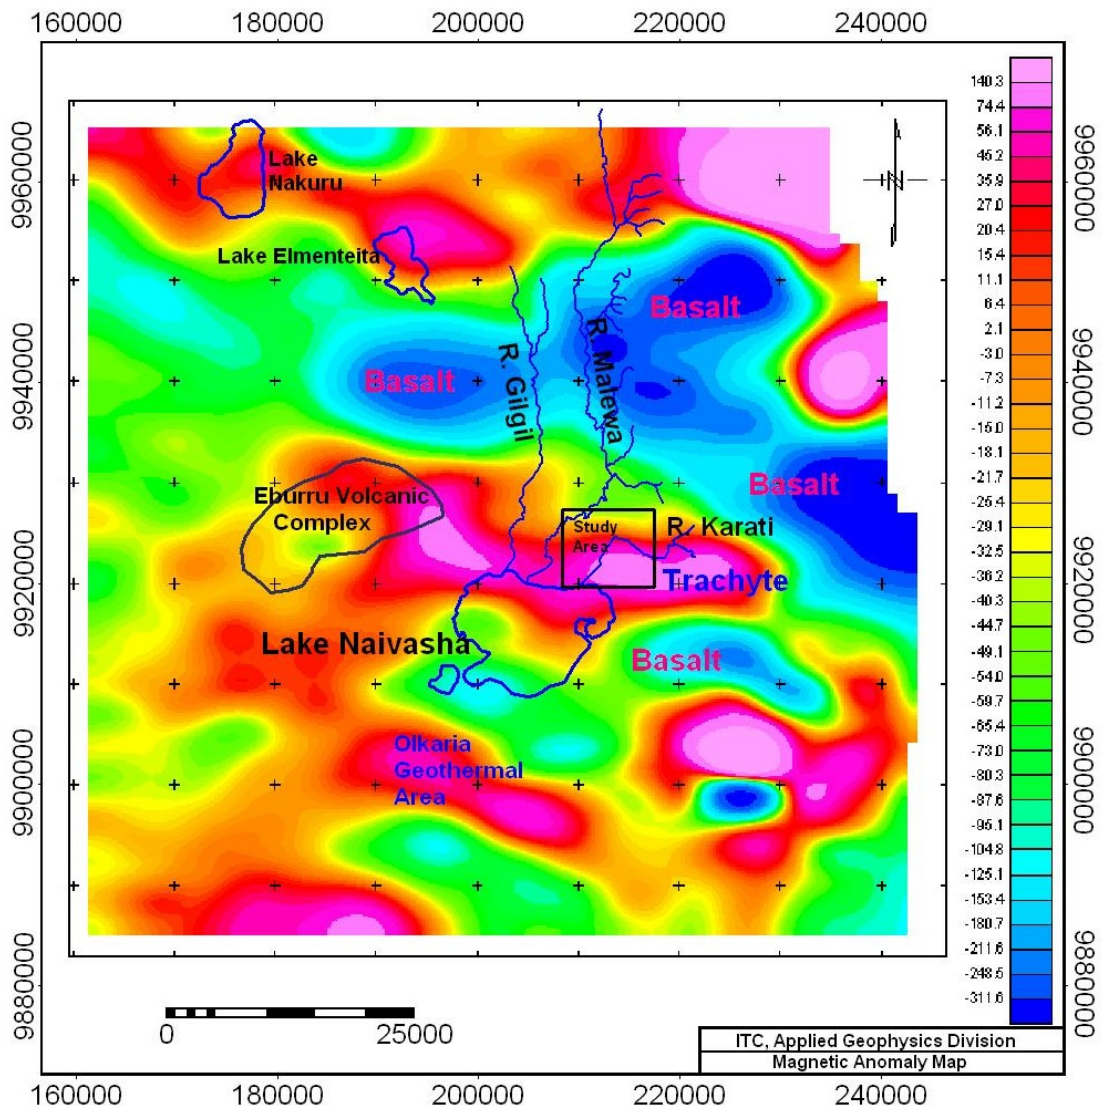 160000 180000 200000 220000 240000
9960000
9940000
9920000
9900000
9880000
Lake
Nakuru
Lake Elmenteita
Basalt
Basalt
R. Gilgil
R. Malewa
Eburru Volcanic
Complex
Basalt
Study
Area
R. Karati
Trachyte
Lake Naivasha
Basalt
Olkaria
Geothermal
Area
140.3
74.4
56.1
45.2
35.9
27.0
20.4
15.4
11.1
6.4
2.1
-3.0
-7.3
-11.2
-15.0
-18.1
-21.7
-25.4
-29.1
-32.5
-36.2
-40.3
-44.7
-49.1
-54.0
-59.7
-65.4
-73.0
-80.3
-87.6
-95.1
-104.8
-125.1
-153.4
-180.7
-211.6
-248.5
-311.6
9960000
9940000
9920000
9900000
9880000
0 25000
ITC, Applied Geophysics Division
Magnetic Anomaly Map
160000 180000 200000 220000 240000